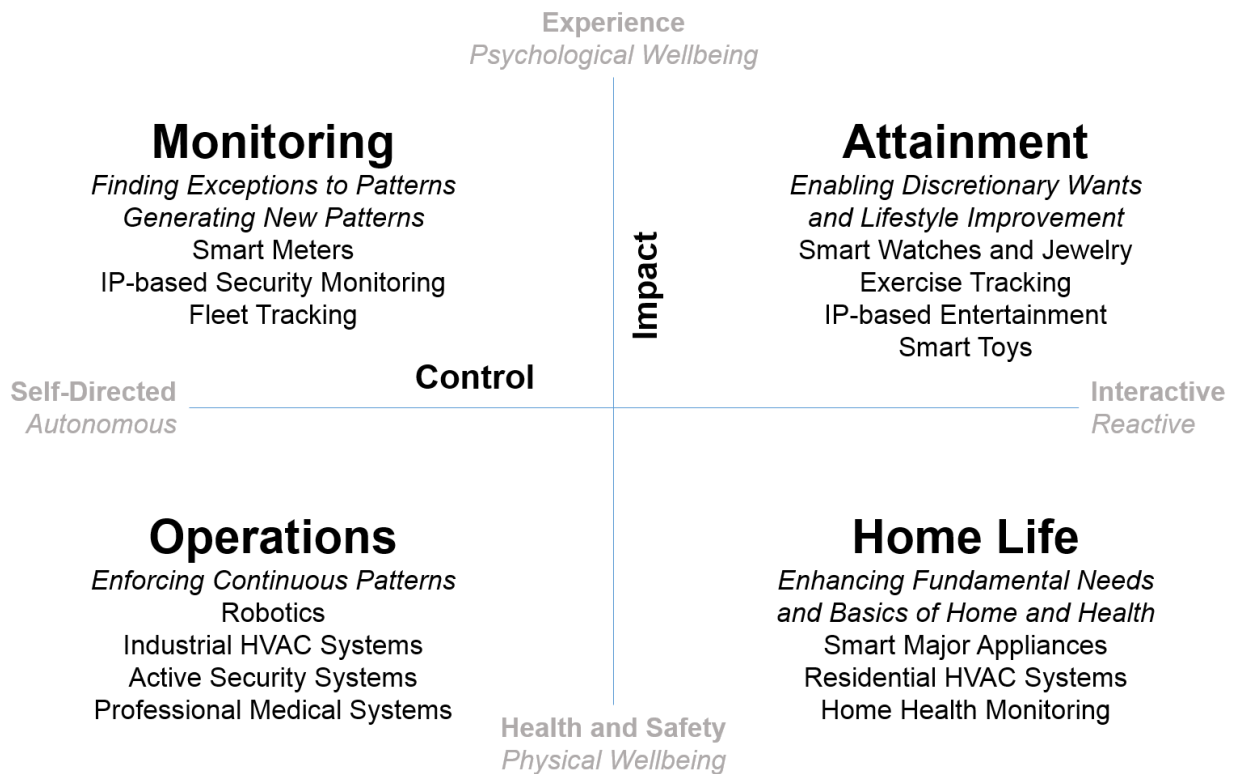 Experience
Psychological Wellbeing
Monitoring
Finding Exceptions to Patterns
Generating New Patterns
Smart Meters
IP-based Security Monitoring
Fleet Tracking
Attainment
Enabling Discretionary Wants
and Lifestyle Improvement
Smart Watches and Jewelry
Exercise Tracking
IP-based Entertainment
Smart Toys
Impact
Control
Self-Directed
Autonomous
Interactive
Reactive
Operations
Enforcing Continuous Patterns
Robotics
Industrial HVAC Systems
Active Security Systems
Professional Medical Systems
Home Life
Enhancing Fundamental Needs
and Basics of Home and Health
Smart Major Appliances
Residential HVAC Systems
Home Health Monitoring
Health and Safety
Physical Wellbeing